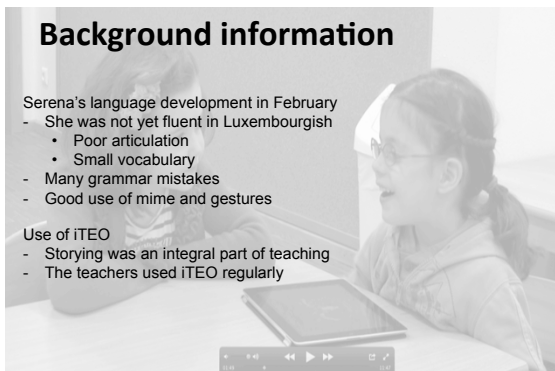 Background information
Serena's language development in February
- She was not yet fluent in Luxembourgish
• Poor articulation
• Small vocabulary
- Many grammar mistakes
- Good use of mime and gestures
Use of iTEO
- Storying was an integral part of teaching
- The teachers used iTEO regularly